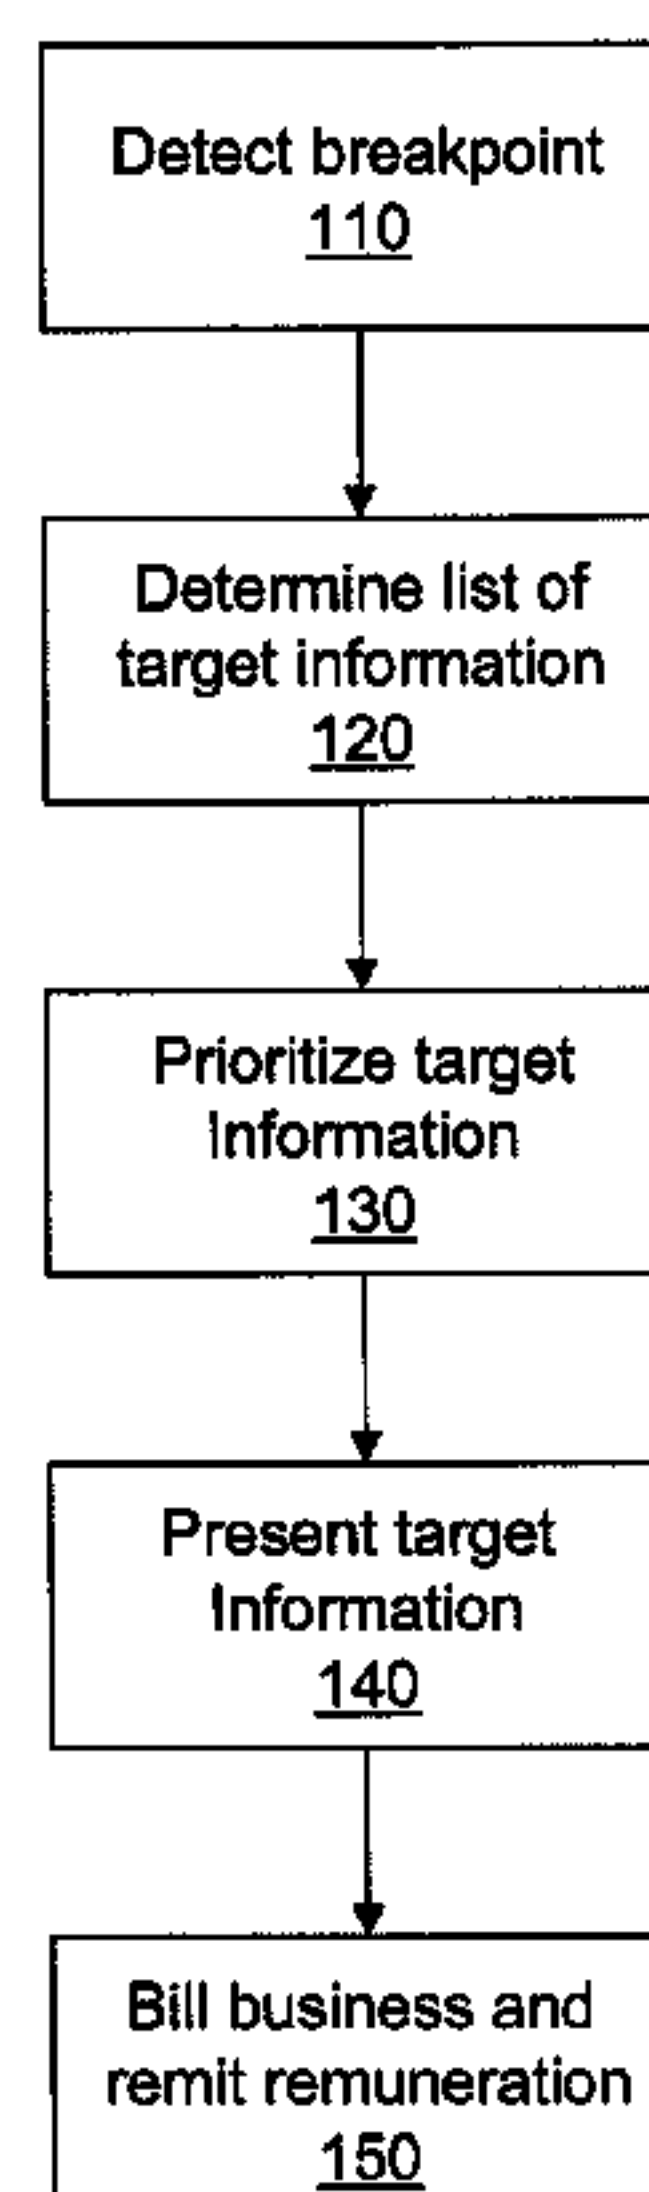 Detect breakpoint
110
Determine list of
target information
120
Prioritize target
Information
130
Present target
Information
140
Bill business and
remit remuneration
150